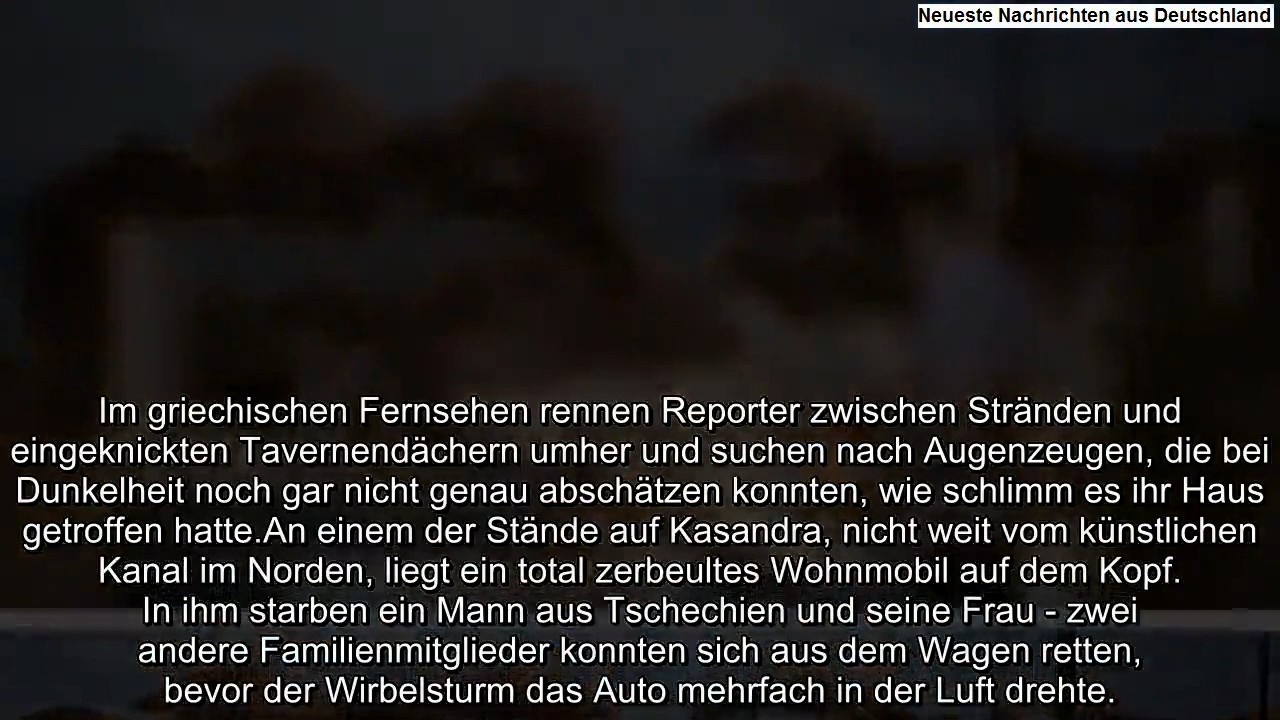 Neueste Nachrichten aus Deutschland
Im griechischen Fernsehen rennen Reporter zwischen Stränden und
eingeknickten Tavernendächern umher und suchen nach Augenzeugen, die bei
Dunkelheit noch gar nicht genau abschätzen konnten, wie schlimm es ihr Haus
getroffen hatte.An einem der Stände auf Kasandra, nicht weit vom künstlichen
Kanal im Norden, liegt ein total zerbeultes Wohnmobil auf dem Kopf.
In ihm starben ein Mann aus Tschechien und seine Frau - zwei
andere Familienmitglieder konnten sich aus dem Wagen retten,
bevor der Wirbelsturm das Auto mehrfach in der Luft drehte.